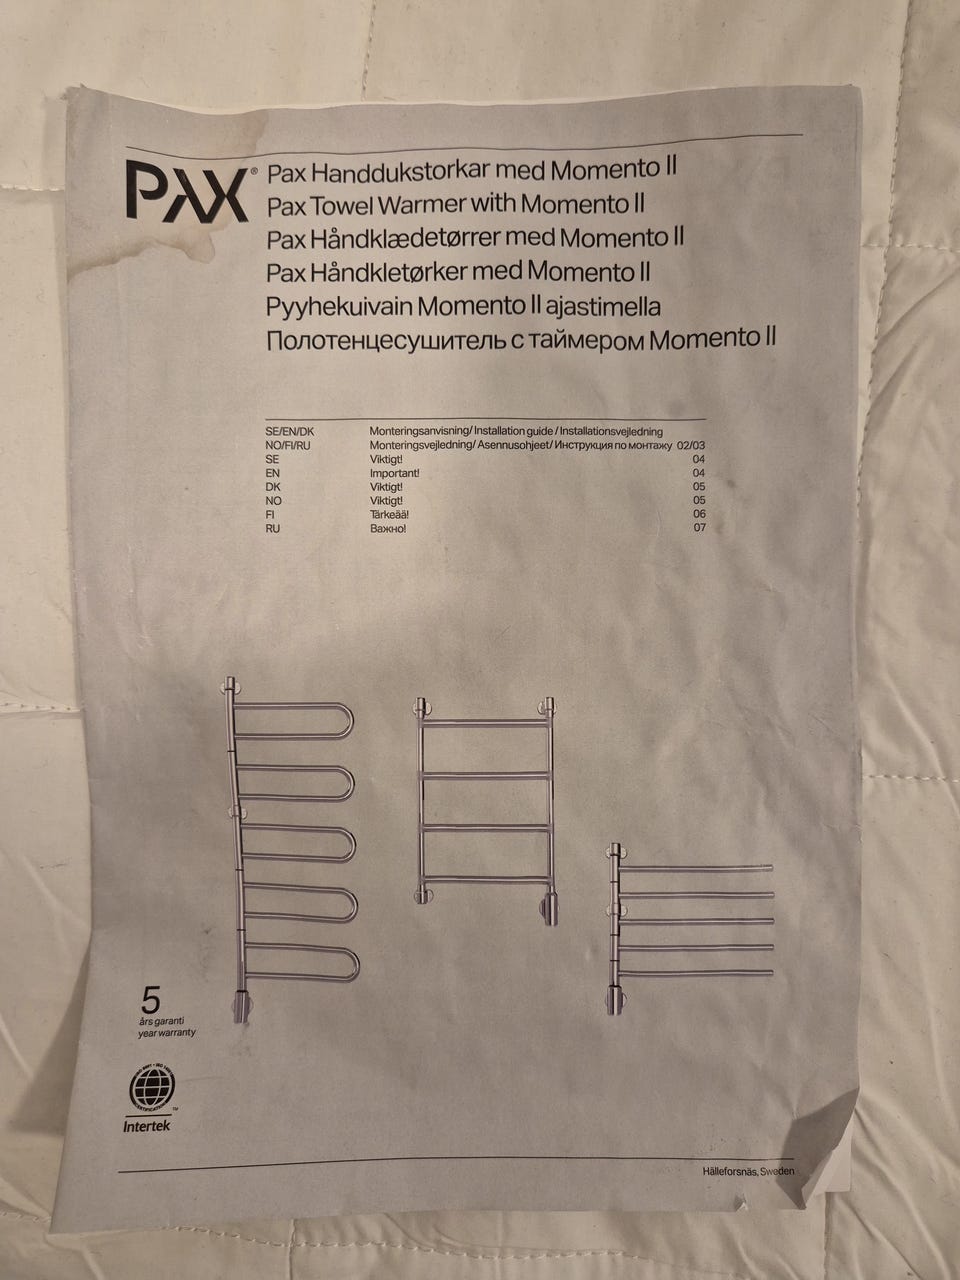 PAX®
Pax Handdukstorkar med Momento II
Pax Towel Warmer with Momento II
Pax Håndklædetørrer med Momento II
Pax Håndkletørker med Momento II
Pyyhekuivain Momento II ajastimella
Полотенцесушитель с таймером Momento II
SE/EN/DK Monteringsanvisning/ Installation guide / Installationsvejledning
NO/FI/RU Monteringsvejledning/ Asennusohjeet/ Инструкция по монтажу 02/03
SE Viktigt! 04
EN Important! 04
DK Viktigt! 05
NO Viktigt! 05
FI Tärkeää! 06
RU Важно! 07
5
års garanti
year warranty
Intertek
Hälleforsnäs, Sweden